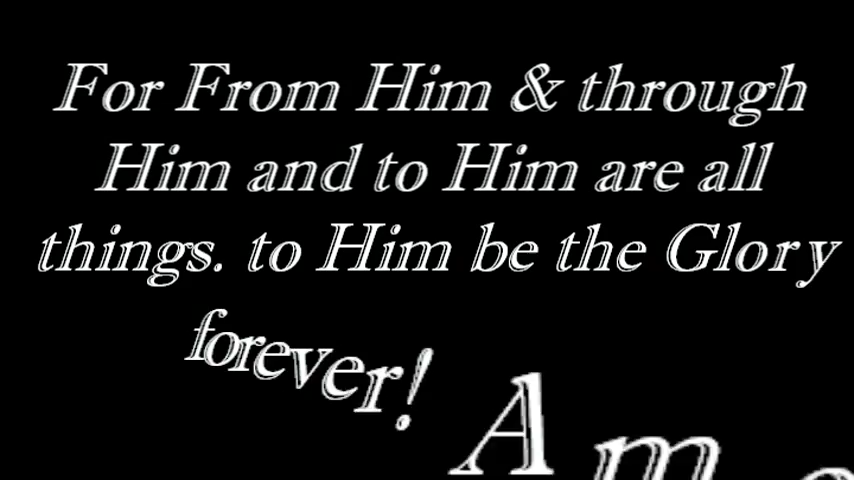 For From Him & through
Him and to Him are all
things. to Him be the Glory
forever!